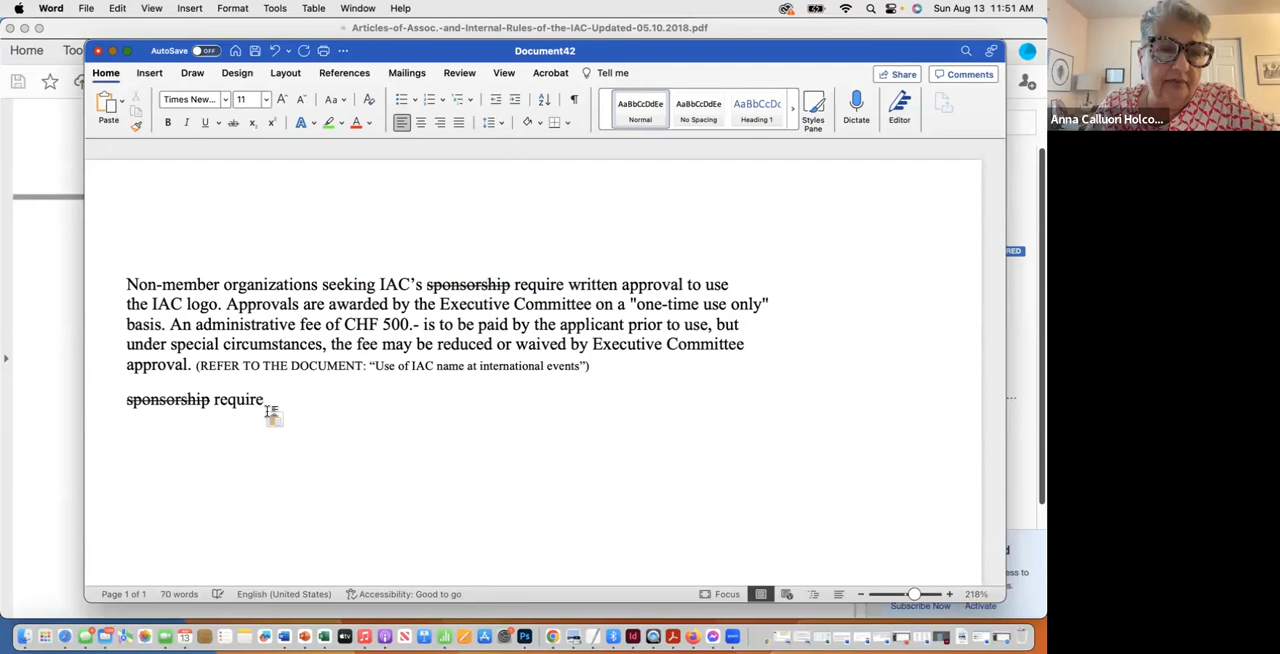 Word File Edit View Insert Format Tools Table Window Help Sun Aug 13 11:51 AM
Articles-of-Assoc.-and-Internal-Rules-of-the-IAC-Updated-05.10.2018.pdf
Home Too
AutoSave OFF Document42
Home Insert Draw Design Layout References Mailings Review View Acrobat Tell me Share Comments
Paste Times New... 11 Aa AaBbCcDdEe Normal AaBbCcDdEe No Spacing AaBbCcDc Heading 1 Styles Pane Dictate Editor
Anna Calluori Holco...
Non-member organizations seeking IAC's sponsorship require written approval to use
the IAC logo. Approvals are awarded by the Executive Committee on a "one-time use only"
basis. An administrative fee of CHF 500.- is to be paid by the applicant prior to use, but
under special circumstances, the fee may be reduced or waived by Executive Committee
approval. (REFER TO THE DOCUMENT: “Use of IAC name at international events”)
sponsorship require
RED
ess to
Page 1 of 1 70 words English (United States) Accessibility: Good to go Focus 218%
Subscribe Now Activate